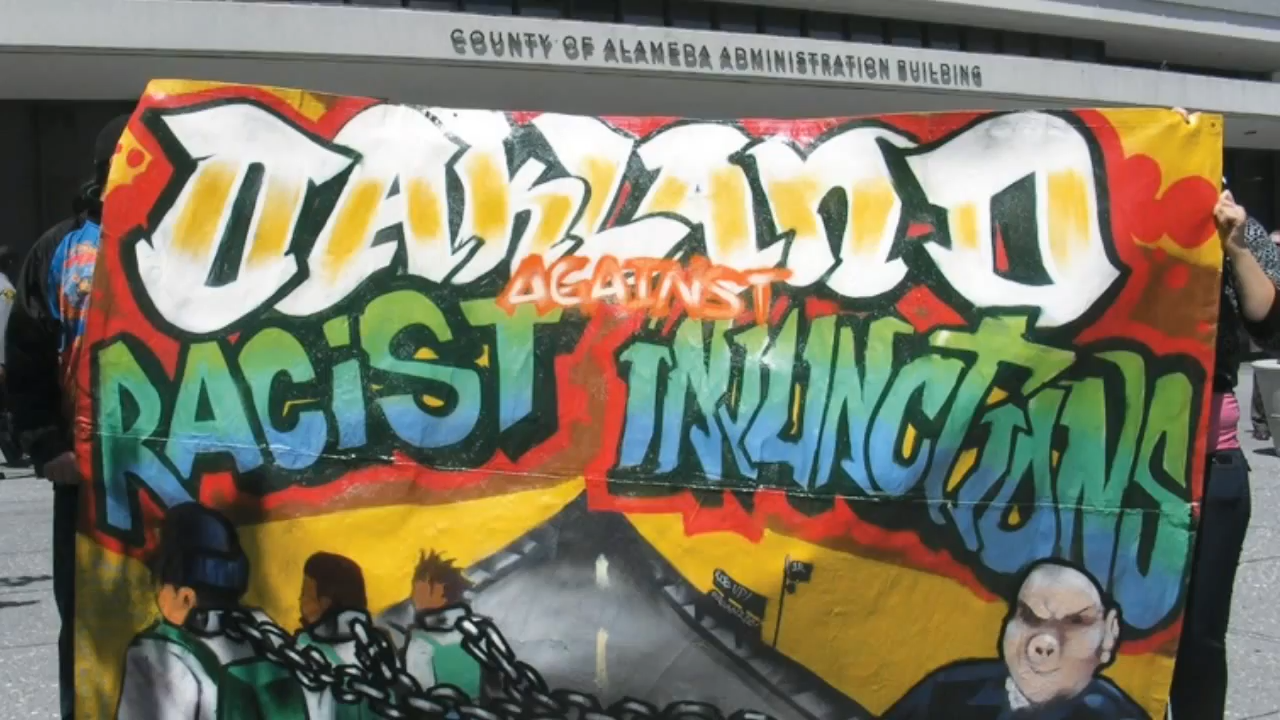 COUNTY OF ALAMEDA ADMINISTRATION BUILDING
OAKLAND
AGAINST
RACiST iNJUNCTiONS